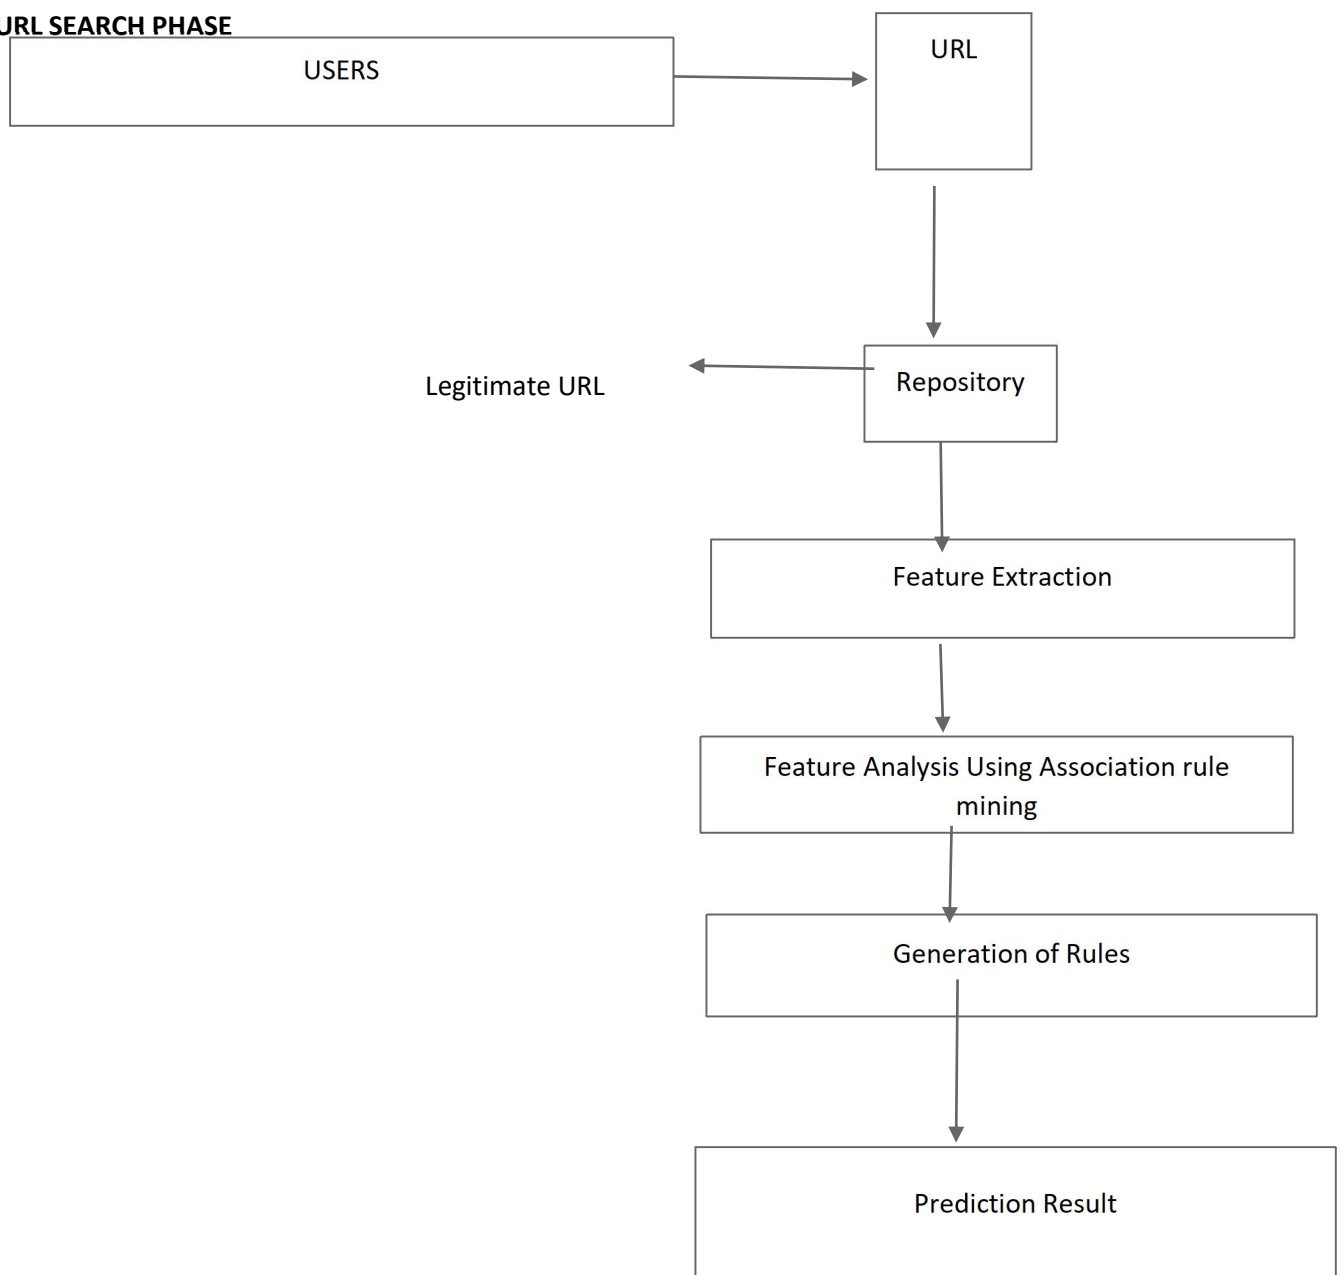 URL SEARCH PHASE
USERS
URL
Legitimate URL
Repository
Feature Extraction
Feature Analysis Using Association rule
mining
Generation of Rules
Prediction Result